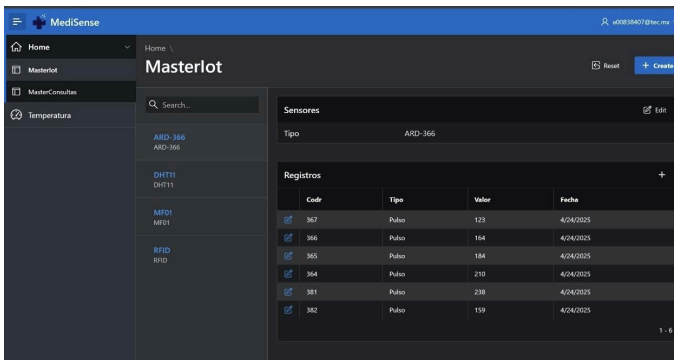 MediSense
a00838407@tec.mx
Home
Home \
MasterIot
MasterIot
Reset
+ Create
MasterConsultas
Temperatura
Search...
ARD-366
ARD-366
DHT11
DHT11
MF01
MF01
RFID
RFID
Sensores
Edit
Tipo ARD-366
Registros +
Codr Tipo Valor Fecha
367 Pulso 123 4/24/2025
366 Pulso 164 4/24/2025
365 Pulso 184 4/24/2025
364 Pulso 210 4/24/2025
381 Pulso 238 4/24/2025
382 Pulso 159 4/24/2025
1 - 6